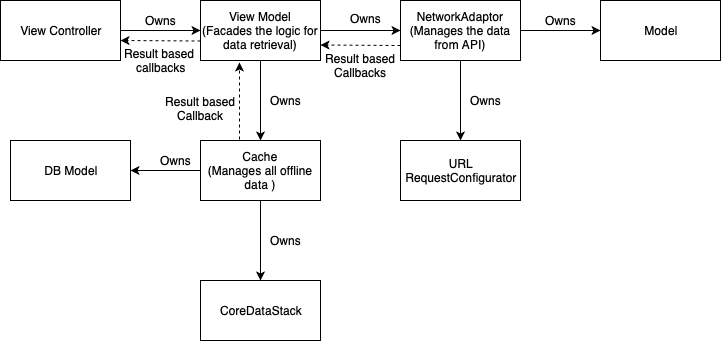 View Controller
Owns
Result based
callbacks
View Model
(Facades the logic for
data retrieval)
Owns
Result based
Callbacks
NetworkAdaptor
(Manages the data
from API)
Owns
Model
Result based
Callback
Owns
Owns
DB Model
Owns
Cache
(Manages all offline
data )
URL
RequestConfigurator
Owns
CoreDataStack